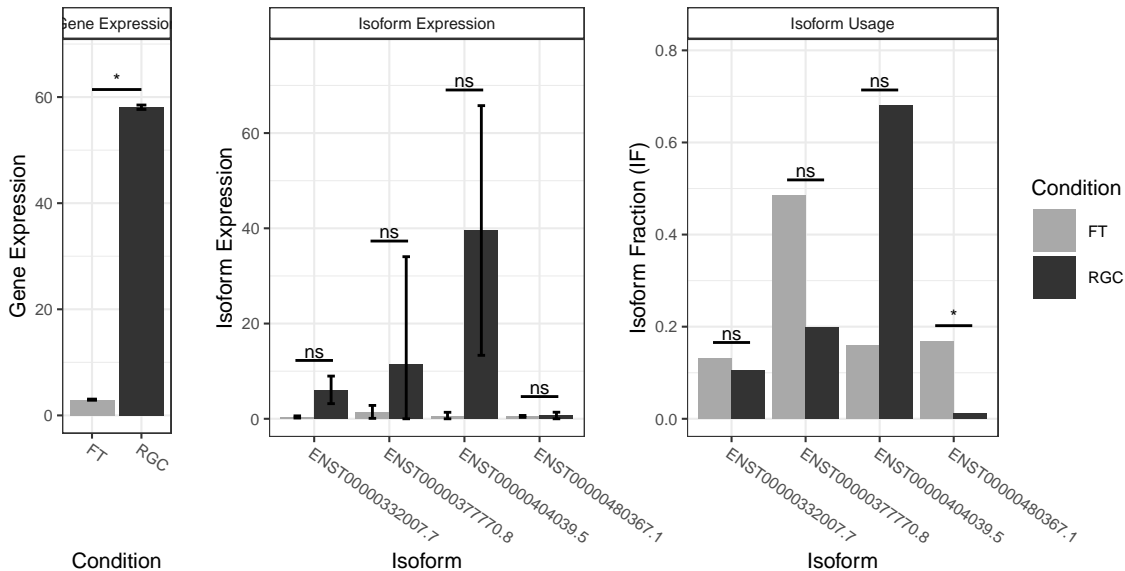 Gene Expression
Isoform Expression
Isoform Usage
Gene Expression
0
20
40
60
*
FT
RGC
Condition
Isoform Expression
0
20
40
60
ns
ns
ns
ns
ENST00000332007.7
ENST00000377770.8
ENST00000404039.5
ENST00000480367.1
Isoform
Isoform Fraction (IF)
0.0
0.2
0.4
0.6
0.8
ns
ns
ns
*
ENST00000332007.7
ENST00000377770.8
ENST00000404039.5
ENST00000480367.1
Isoform
Condition
FT
RGC